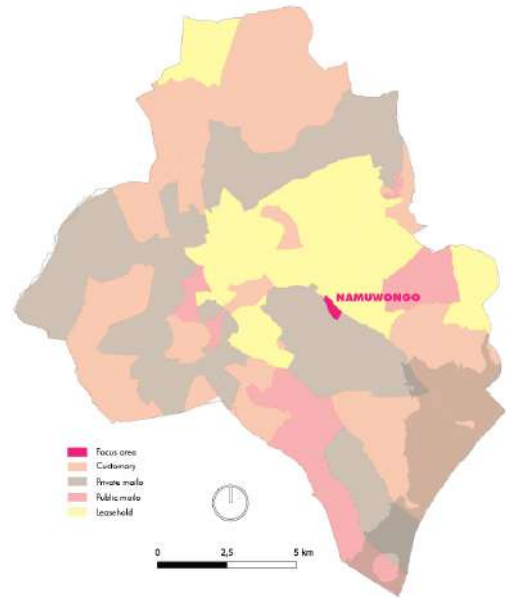 NAMUWONGO
Focus area
Customary
Private mailo
Public mailo
Leasehold
0 2,5 5 km